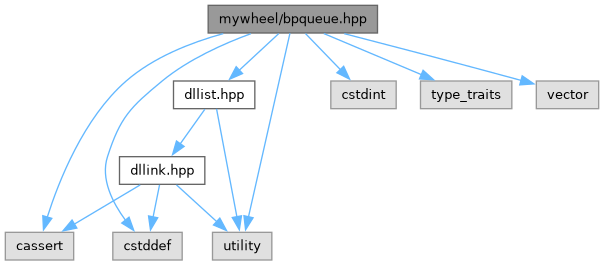 mywheel/bpqueue.hpp
dllist.hpp
cstdint
type_traits
vector
dllink.hpp
cassert
cstddef
utility